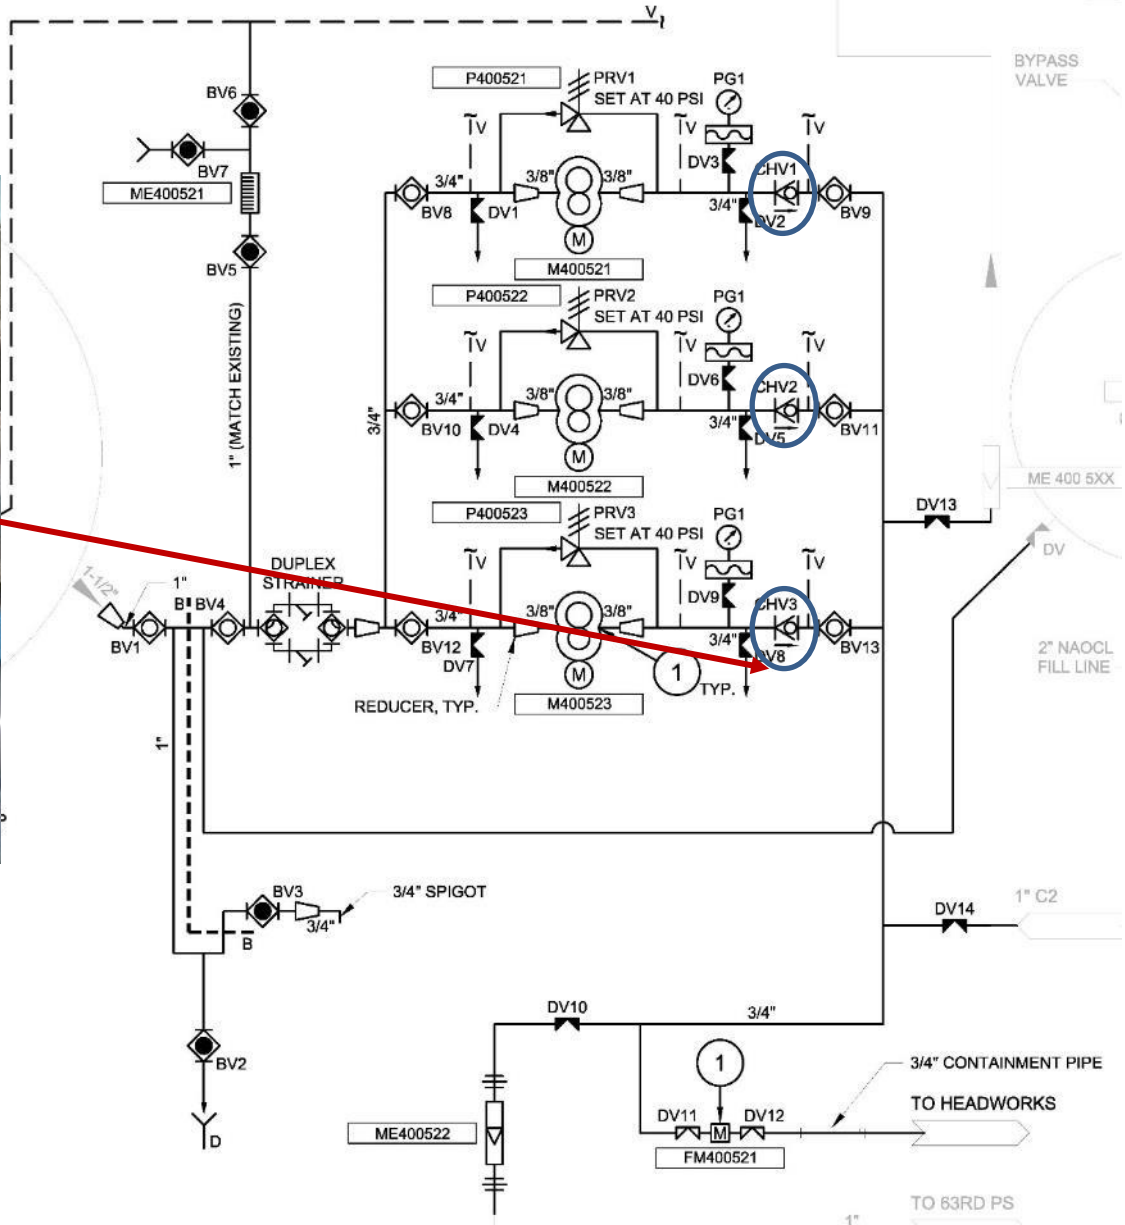 V
BYPASS
VALVE
P400521
PRV1
SET AT 40 PSI
PG1
BV6
V
V
V
BV7
DV3
CHV1
ME400521
3/4"
3/8"
3/8"
BV8
DV1
3/4"
DV2
BV9
M
M400521
BV5
P400522
PRV2
SET AT 40 PSI
PG1
V
V
V
1" (MATCH EXISTING)
3/4"
DV6
CHV2
3/4"
3/8"
3/8"
BV10
DV4
3/4"
DV5
BV11
M
M400522
ME 400 5XX
P400523
PRV3
SET AT 40 PSI
PG1
DV13
DV
V
V
V
DUPLEX
STRAINER
1-1/2"
1"
1"
B
BV4
DV9
CHV3
3/4"
3/8"
3/8"
BV1
BV12
DV7
3/4"
DV8
BV13
2" NAOCL
FILL LINE
M
1
TYP.
REDUCER, TYP.
M400523
1"
BV3
3/4" SPIGOT
3/4"
B
1" C2
DV14
DV10
3/4"
BV2
1
3/4" CONTAINMENT PIPE
D
TO HEADWORKS
ME400522
DV11
M
DV12
FM400521
TO 63RD PS
1"